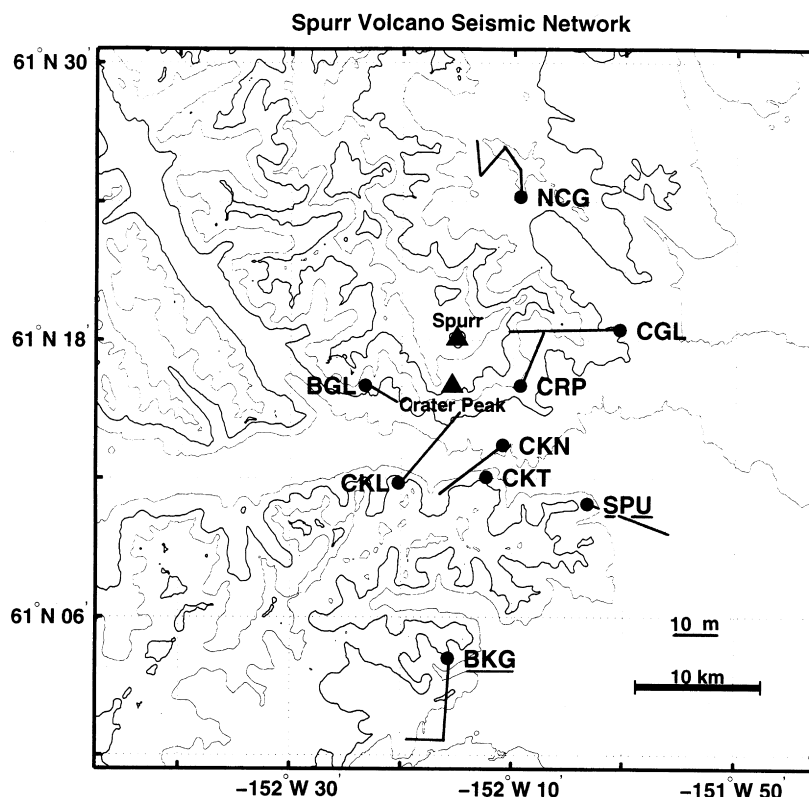 Spurr Volcano Seismic Network
61°N 30'
NCG
Spurr
61°N 18'
CGL
BGL
CRP
Crater Peak
CKN
CKL
CKT
SPU
61°N 06'
10 m
BKG
10 km
−152°W 30'
−152°W 10'
−151°W 50'